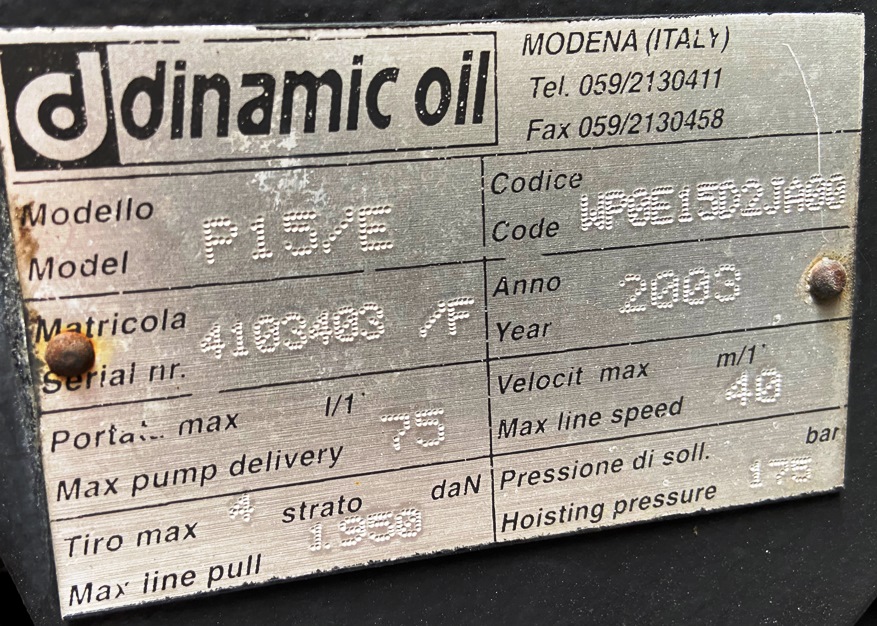 dinamic oil
MODENA (ITALY)
Tel. 059/2130411
Fax 059/2130458
Modello
Model
P15/E
Codice
Code
WP0E15D2JA00
Matricola
Serial nr.
4103403 /F
Anno
Year
2003
max l/1'
Max pump delivery
75
Velocit max m/1'
Max line speed
40
Tiro max 4 strato daN
Max line pull
1.950
Pressione di soll. bar
Hoisting pressure
175